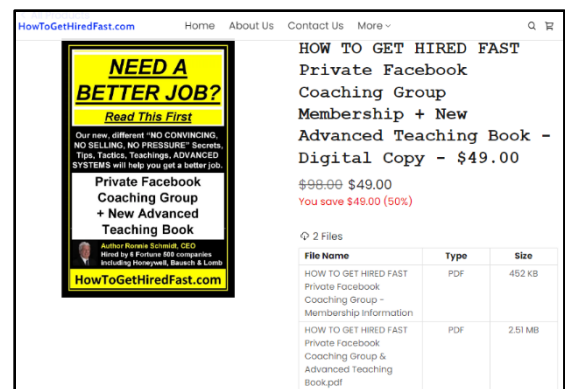 HowToGetHiredFast.com
Home About Us Contact Us More
NEED A
BETTER JOB?
Read This First
Our new, different "NO CONVINCING,
NO SELLING, NO PRESSURE" Secrets,
Tips, Tactics, Teachings, ADVANCED
SYSTEMS will help you get a better job.
Private Facebook
Coaching Group
+ New Advanced
Teaching Book
Author Ronnie Schmidt, CEO
Hired by 6 Fortune 500 companies
including Honeywell, Bausch & Lomb
HowToGetHiredFast.com
HOW TO GET HIRED FAST
Private Facebook
Coaching Group
Membership + New
Advanced Teaching Book -
Digital Copy - $49.00
$98.00 $49.00
You save $49.00 (50%)
2 Files
File Name Type Size
HOW TO GET HIRED FAST PDF 452 KB
Private Facebook
Coaching Group -
Membership Information
HOW TO GET HIRED FAST PDF 2.51 MB
Private Facebook
Coaching Group &
Advanced Teaching
Book.pdf